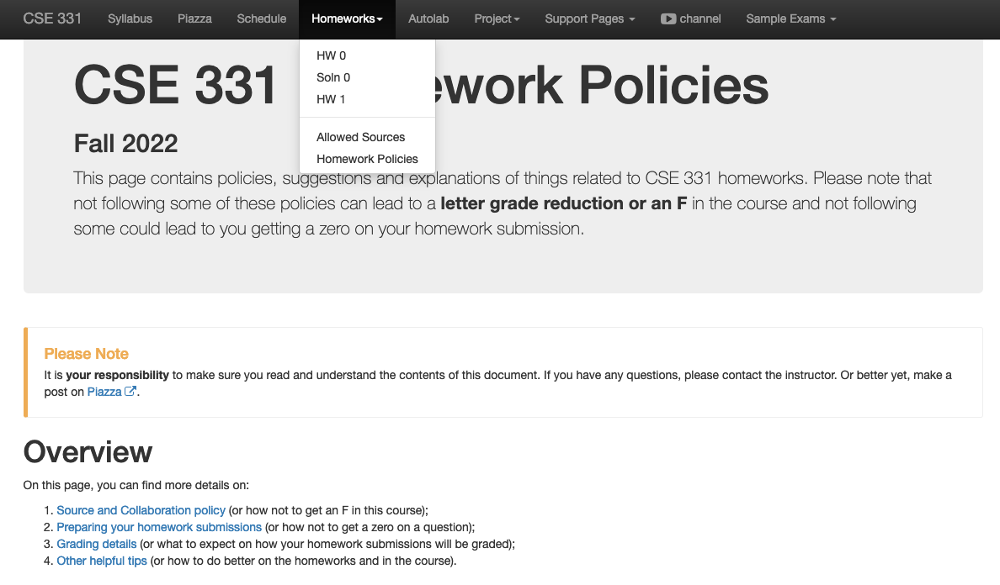 CSE 331 Syllabus Piazza Schedule Homeworks Autolab Project Support Pages channel Sample Exams
HW 0
Soln 0
HW 1
Allowed Sources
Homework Policies
CSE 331 ework Policies
Fall 2022
This page contains policies, suggestions and explanations of things related to CSE 331 homeworks. Please note that
not following some of these policies can lead to a letter grade reduction or an F in the course and not following
some could lead to you getting a zero on your homework submission.
Please Note
It is your responsibility to make sure you read and understand the contents of this document. If you have any questions, please contact the instructor. Or better yet, make a
post on Piazza.
Overview
On this page, you can find more details on:
1. Source and Collaboration policy (or how not to get an F in this course);
2. Preparing your homework submissions (or how not to get a zero on a question);
3. Grading details (or what to expect on how your homework submissions will be graded);
4. Other helpful tips (or how to do better on the homeworks and in the course).